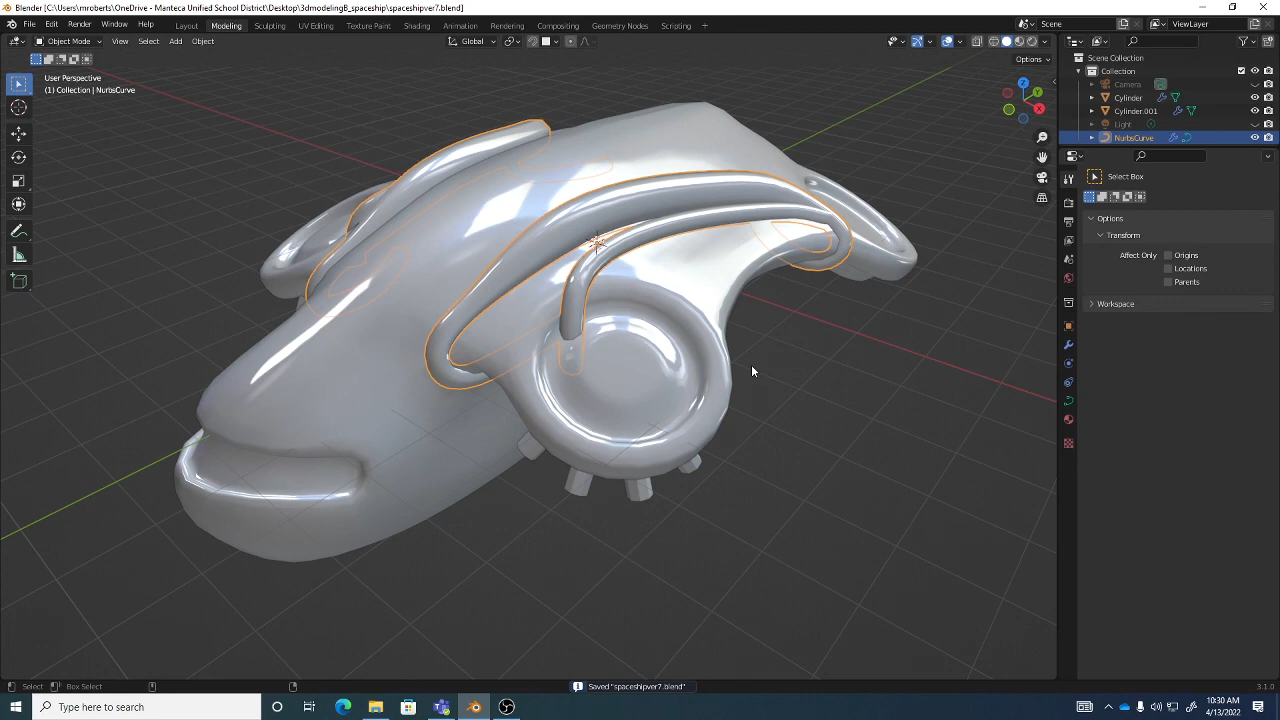 Blender [C:\Users\mroberts\OneDrive - Manteca Unified School District\Desktop\3dmodelingB_spaceship\spaceshipver7.blend]
File Edit Render Window Help Layout Modeling Sculpting UV Editing Texture Paint Shading Animation Rendering Compositing Geometry Nodes Scripting + Scene ViewLayer
Object Mode View Select Add Object Global
Options
User Perspective
(1) Collection | NurbsCurve
Z
Y
X
Scene Collection
Collection
Camera
Cylinder
Cylinder.001
Light
NurbsCurve
Select Box
Options
Transform
Affect Only Origins
Locations
Parents
Workspace
Select Box Select Saved "spaceshipver7.blend" 3.1.0
Type here to search
10:30 AM
4/13/2022